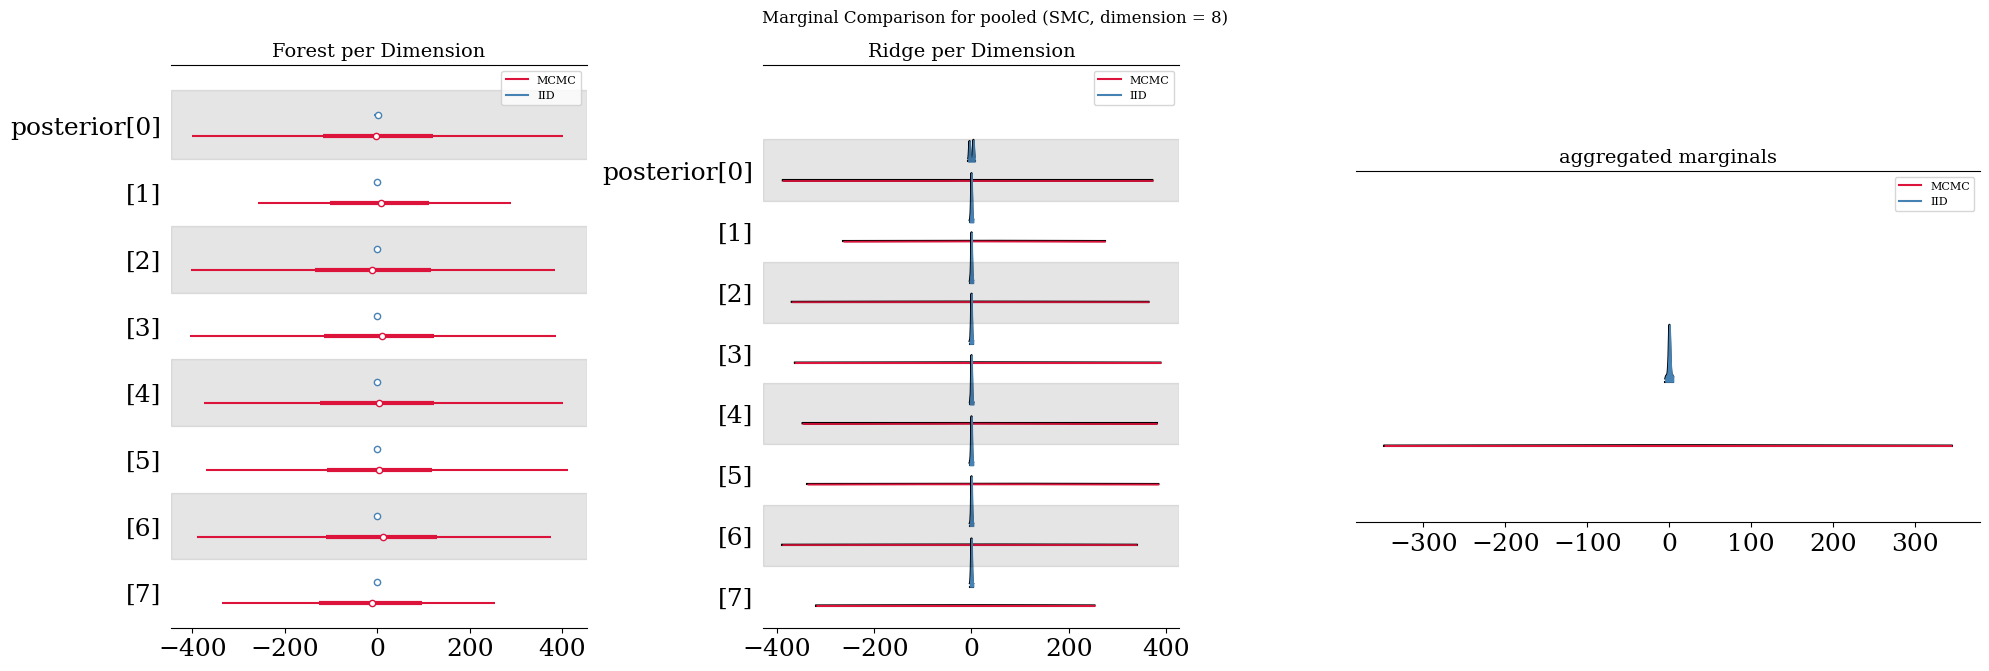 Marginal Comparison for pooled (SMC, dimension = 8)
Forest per Dimension
MCMC
IID
posterior[0]
[1]
[2]
[3]
[4]
[5]
[6]
[7]
−400 −200 0 200 400
Ridge per Dimension
MCMC
IID
posterior[0]
[1]
[2]
[3]
[4]
[5]
[6]
[7]
−400 −200 0 200 400
aggregated marginals
MCMC
IID
−300 −200 −100 0 100 200 300